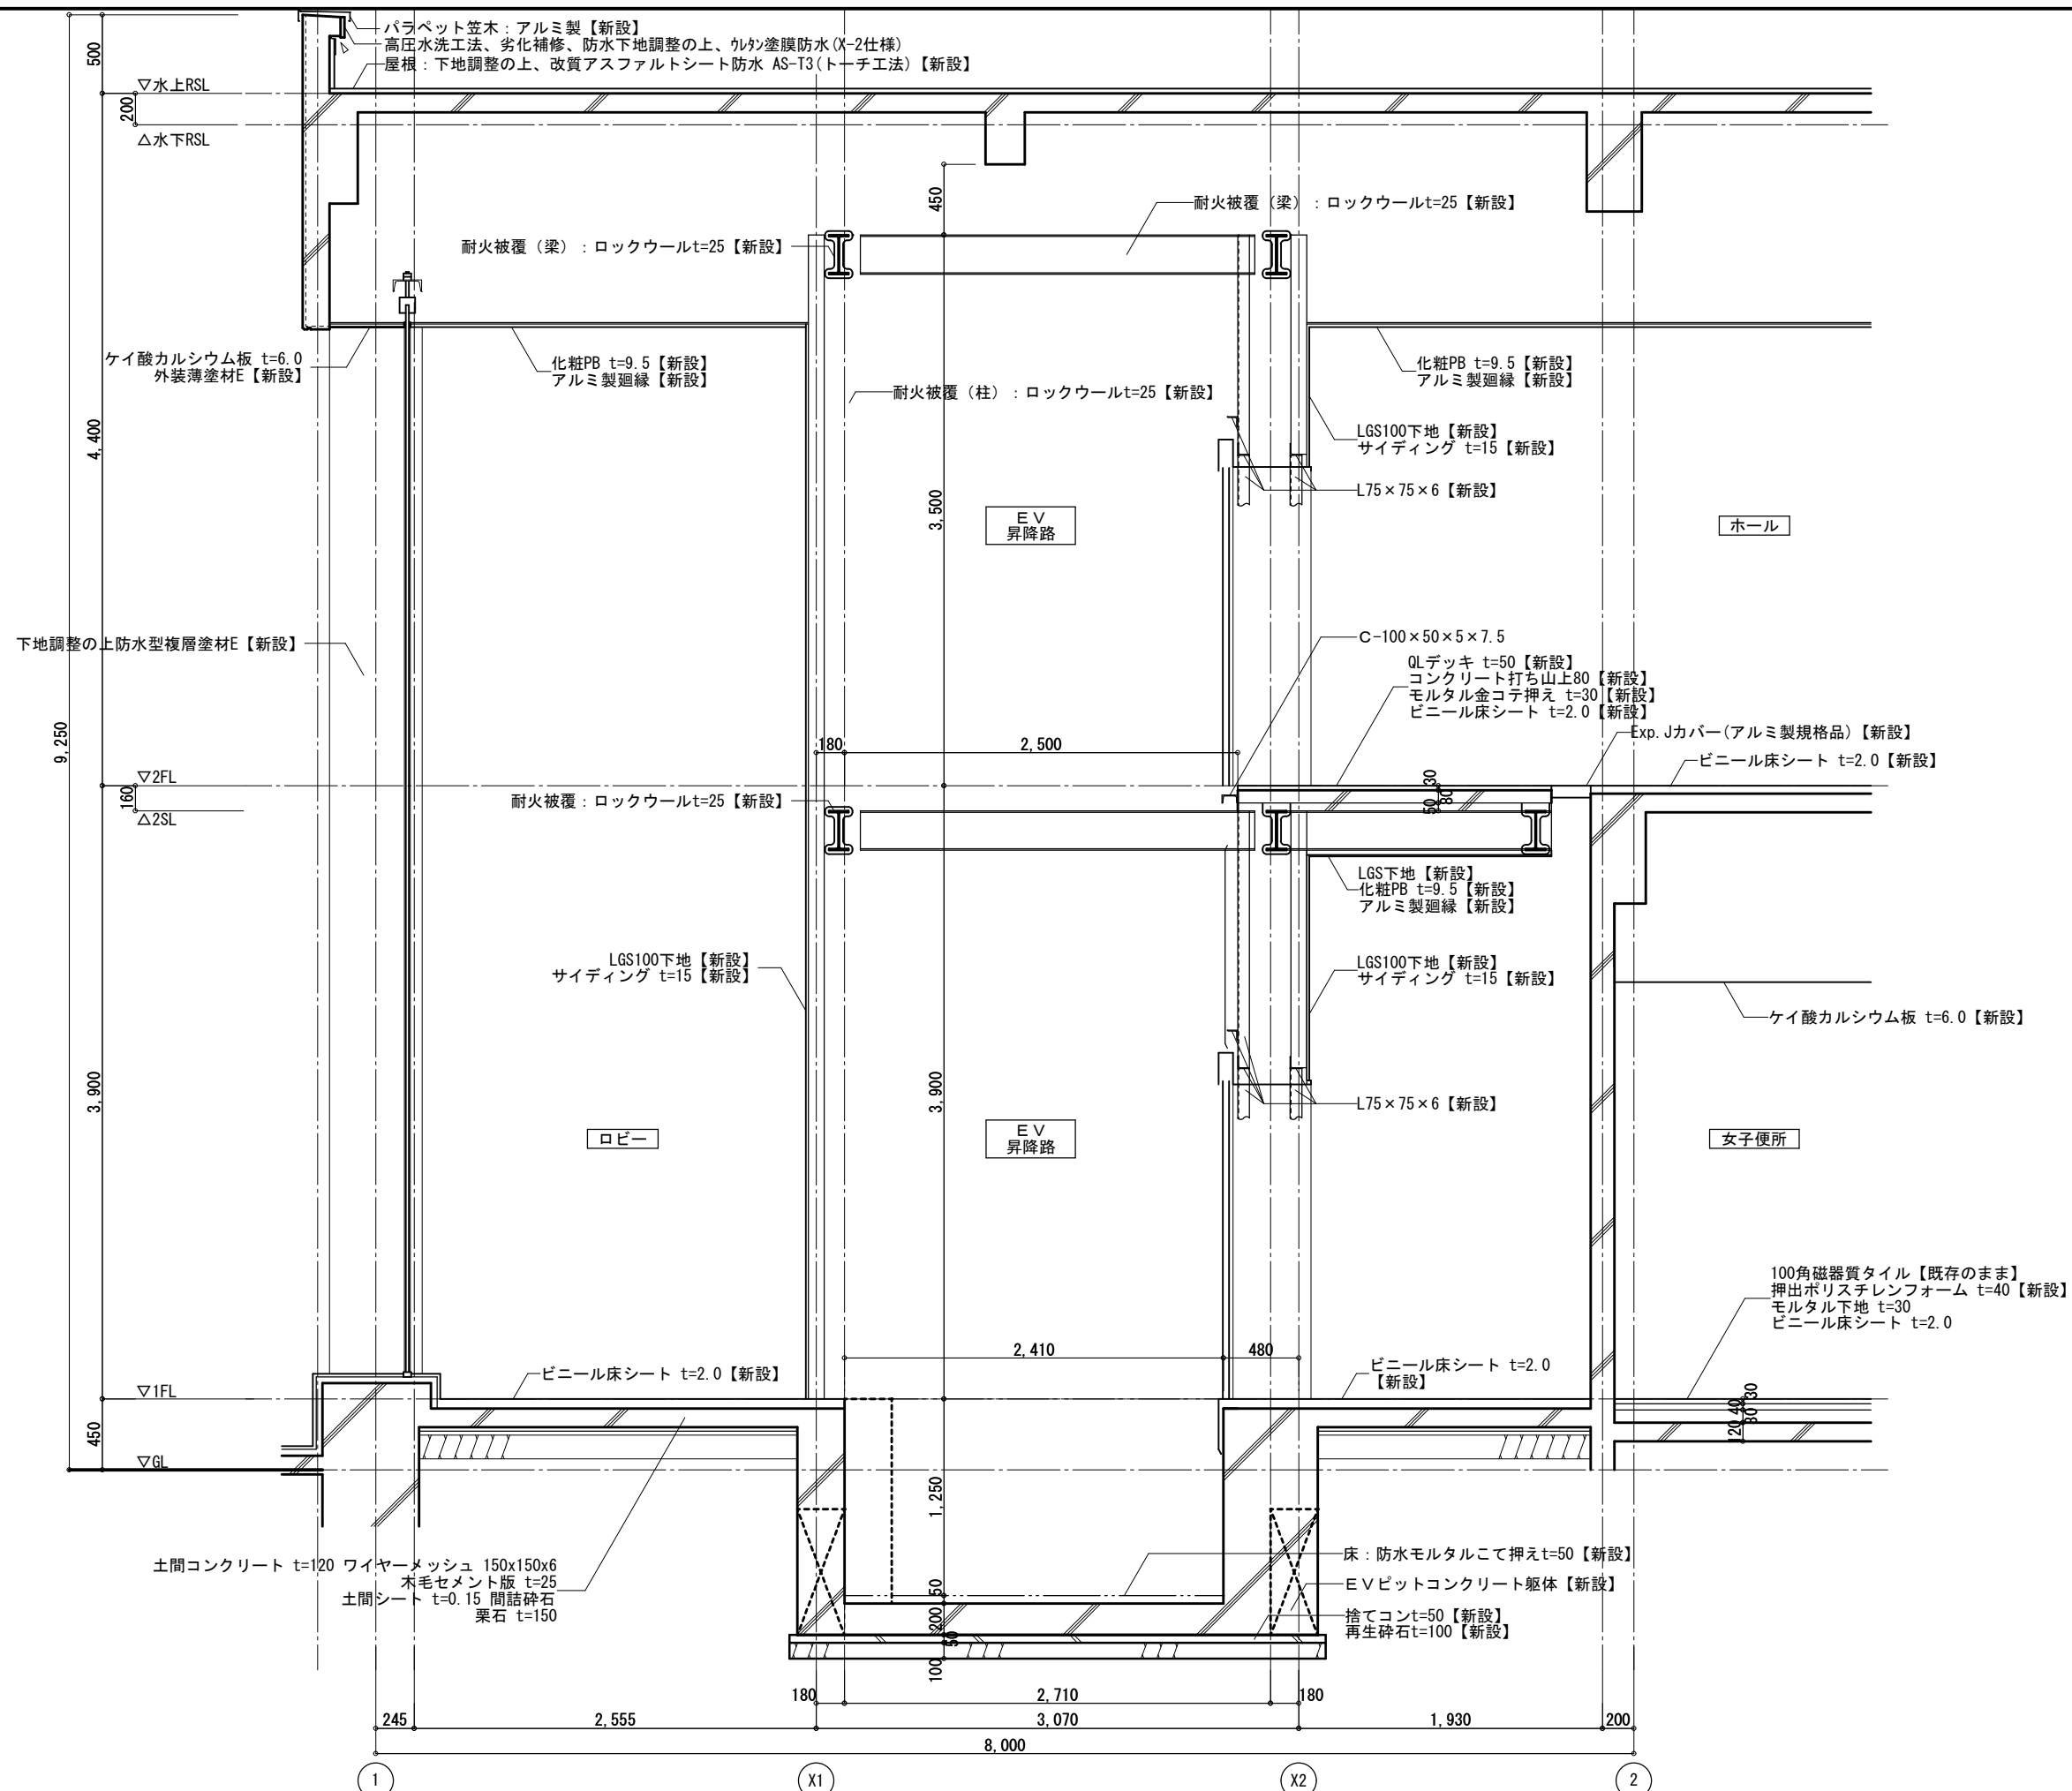 パラペット笠木：アルミ製【新設】
高圧水洗工法、劣化補修、防水下地調整の上、ｳﾚﾀﾝ塗膜防水(X-2仕様)
屋根：下地調整の上、改質アスファルトシート防水 AS-T3(トーチ工法)【新設】
500
▽水上RSL
200
△水下RSL
450
耐火被覆（梁）：ロックウールt=25【新設】
耐火被覆（梁）：ロックウールt=25【新設】
ケイ酸カルシウム板 t=6.0
外装薄塗材E【新設】
化粧PB t=9.5【新設】
アルミ製廻縁【新設】
耐火被覆（柱）：ロックウールt=25【新設】
化粧PB t=9.5【新設】
アルミ製廻縁【新設】
4,400
LGS100下地【新設】
サイディング t=15【新設】
L75×75×6【新設】
3,500
ＥＶ
昇降路
ホール
下地調整の上防水型複層塗材E【新設】
C-100×50×5×7.5
QLデッキ t=50【新設】
コンクリート打ち山上80【新設】
モルタル金コテ押え t=30【新設】
ビニール床シート t=2.0【新設】
9,250
180
2,500
Exp.Jカバー(アルミ製規格品)【新設】
ビニール床シート t=2.0【新設】
▽2FL
160
△2SL
耐火被覆：ロックウールt=25【新設】
30
80
50
LGS下地【新設】
化粧PB t=9.5【新設】
アルミ製廻縁【新設】
LGS100下地【新設】
サイディング t=15【新設】
LGS100下地【新設】
サイディング t=15【新設】
ケイ酸カルシウム板 t=6.0【新設】
3,900
3,900
L75×75×6【新設】
ロビー
ＥＶ
昇降路
女子便所
100角磁器質タイル【既存のまま】
押出ポリスチレンフォーム t=40【新設】
モルタル下地 t=30
ビニール床シート t=2.0
2,410
480
ビニール床シート t=2.0【新設】
ビニール床シート t=2.0
【新設】
▽1FL
450
▽GL
30
40
80
120
1,250
土間コンクリート t=120 ワイヤーメッシュ 150x150x6
木毛セメント版 t=25
土間シート t=0.15 間詰砕石
栗石 t=150
床：防水モルタルこて押えt=50【新設】
ＥＶピットコンクリート躯体【新設】
捨てコンt=50【新設】
再生砕石t=100【新設】
50
200
50
100
180
2,710
180
245
2,555
3,070
1,930
200
8,000
1
X1
X2
2